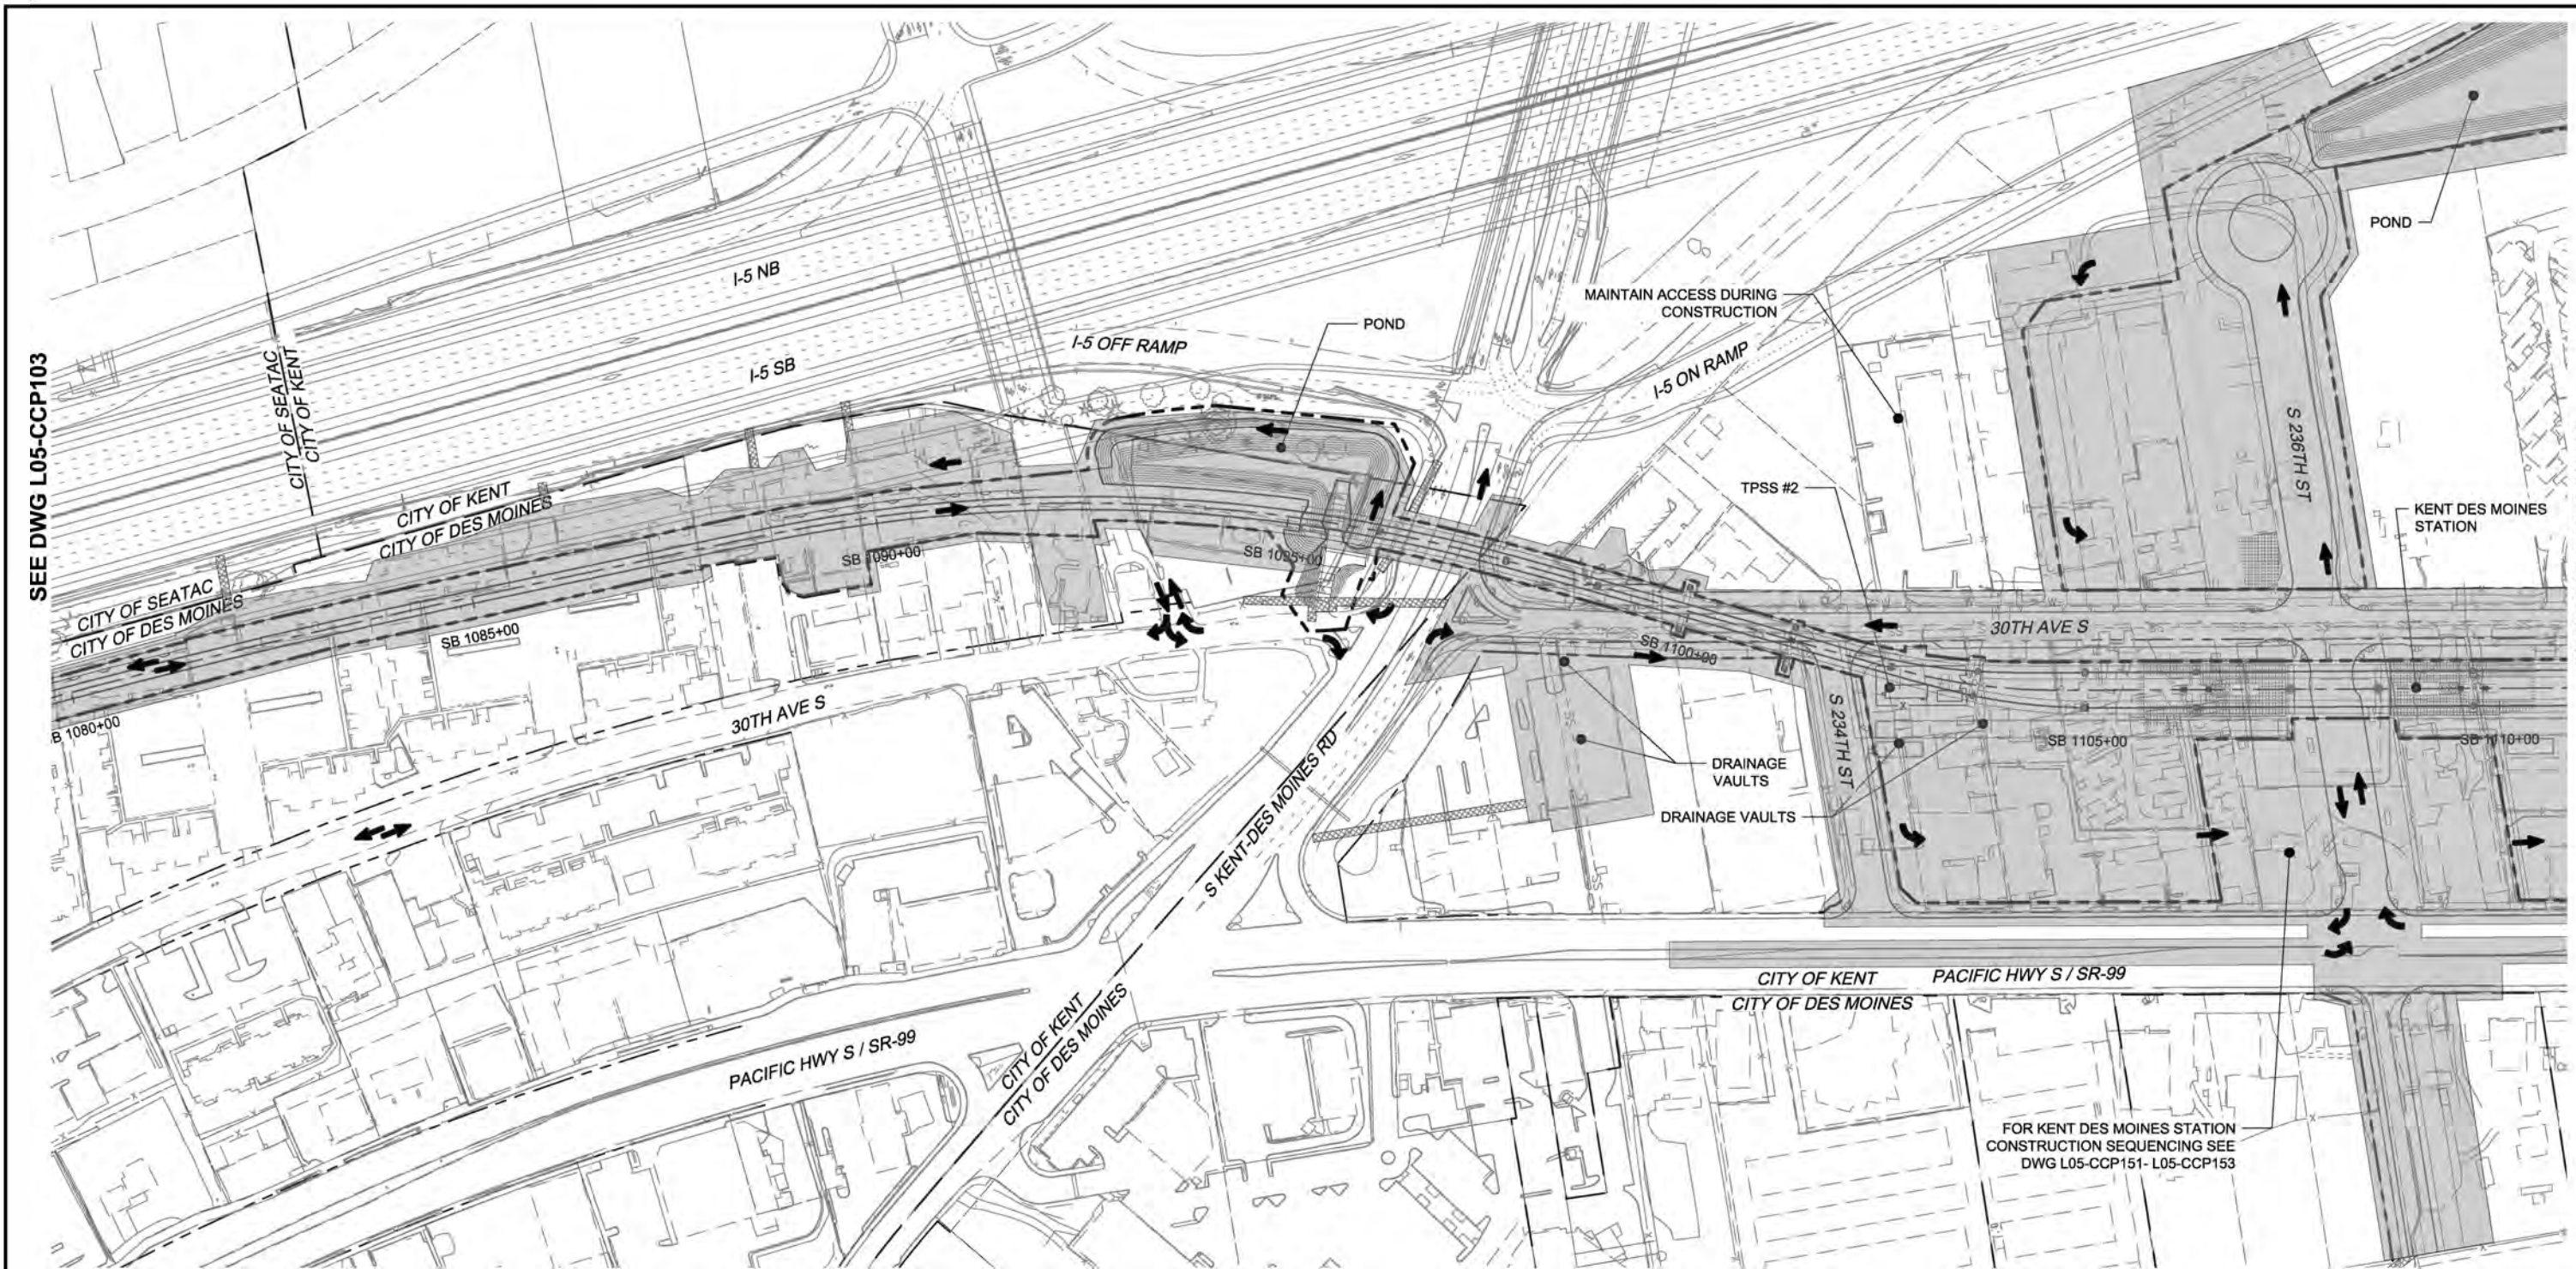 SEE DWG L05-CCP103
CITY OF SEATAC
CITY OF KENT
I-5 NB
I-5 SB
I-5 OFF RAMP
POND
MAINTAIN ACCESS DURING
CONSTRUCTION
I-5 ON RAMP
POND
S 236TH ST
KENT DES MOINES
STATION
TPSS #2
CITY OF KENT
CITY OF DES MOINES
CITY OF SEATAC
CITY OF DES MOINES
B 1080+00
SB 1085+00
SB 1090+00
SB 1095+00
SB 1100+00
SB 1105+00
SB 1110+00
30TH AVE S
30TH AVE S
S 234TH ST
DRAINAGE
VAULTS
DRAINAGE VAULTS
S KENT-DES MOINES RD
CITY OF KENT
CITY OF DES MOINES
PACIFIC HWY S / SR-99
CITY OF KENT
CITY OF DES MOINES
PACIFIC HWY S / SR-99
FOR KENT DES MOINES STATION
CONSTRUCTION SEQUENCING SEE
DWG L05-CCP151- L05-CCP153